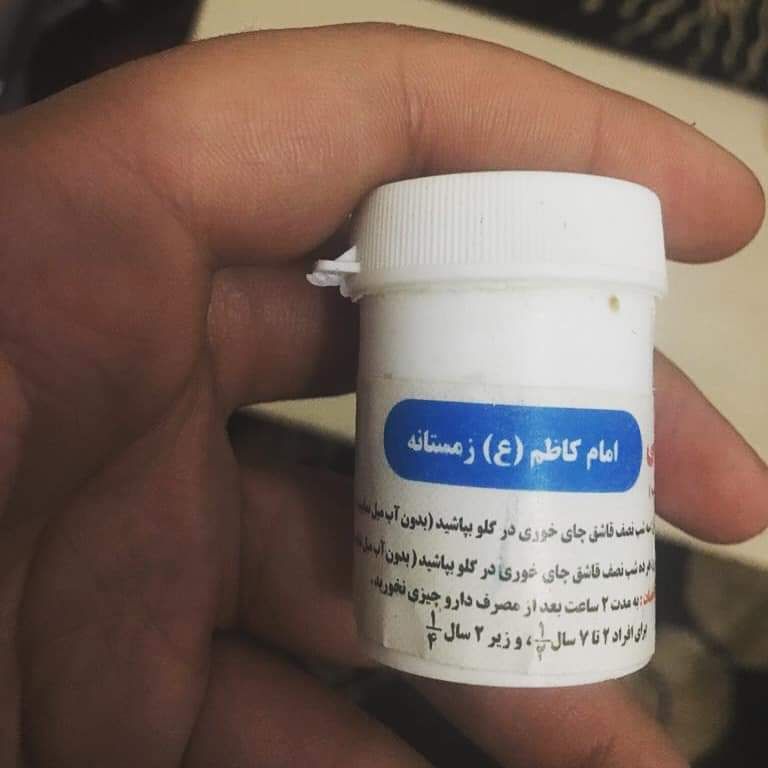 امام کاظم (ع) زمستانه
سه شب نصف قاشق چای خوری در گلو بپاشید (بدون آب میل
هر ده شب نصف قاشق چای خوری در گلو بپاشید (بدون آب میل
به مدت ۲ ساعت بعد از مصرف دارو چیزی نخورید.
برای افراد ۲ تا ۷ سال ۱/۲، و زیر ۲ سال ۱/۴